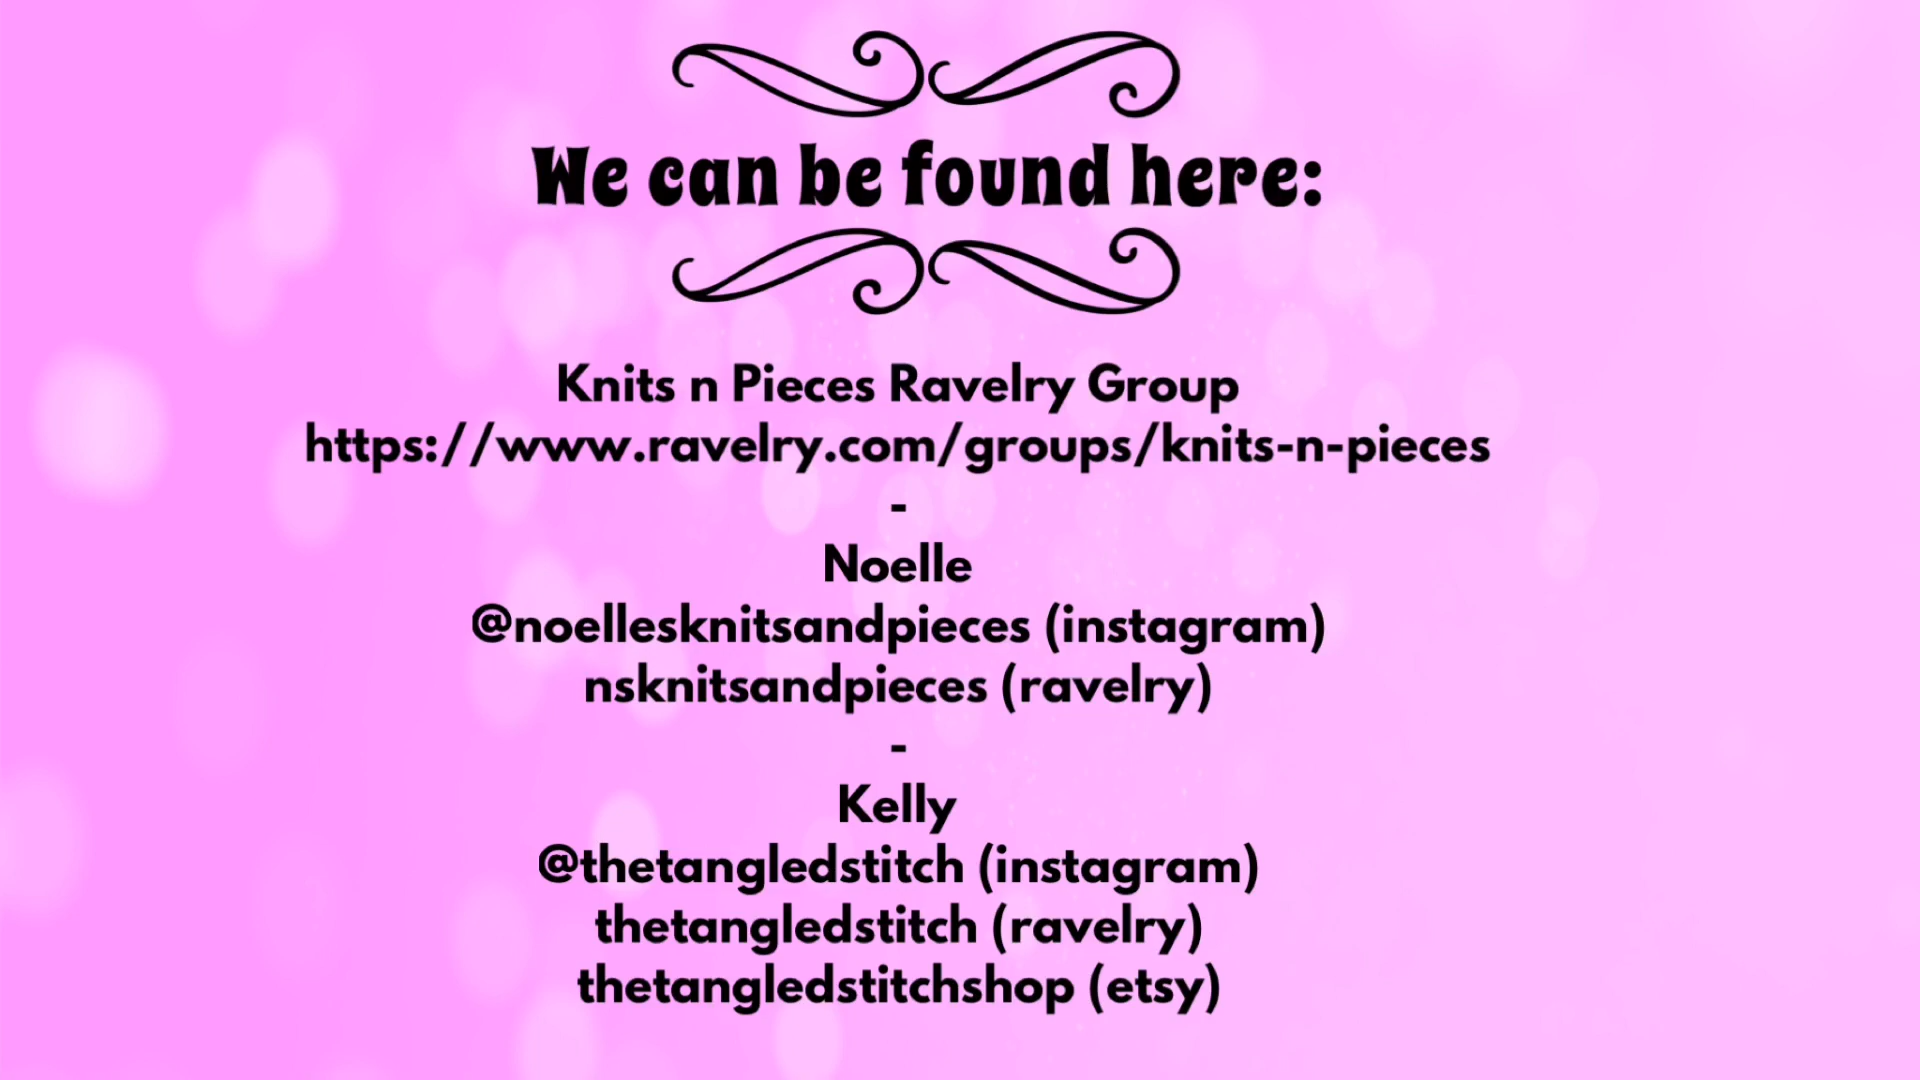 We can be found here:
Knits n Pieces Ravelry Group
https://www.ravelry.com/groups/knits-n-pieces
-
Noelle
@noellesknitsandpieces (instagram)
nsknitsandpieces (ravelry)
-
Kelly
@thetangledstitch (instagram)
thetangledstitch (ravelry)
thetangledstitchshop (etsy)